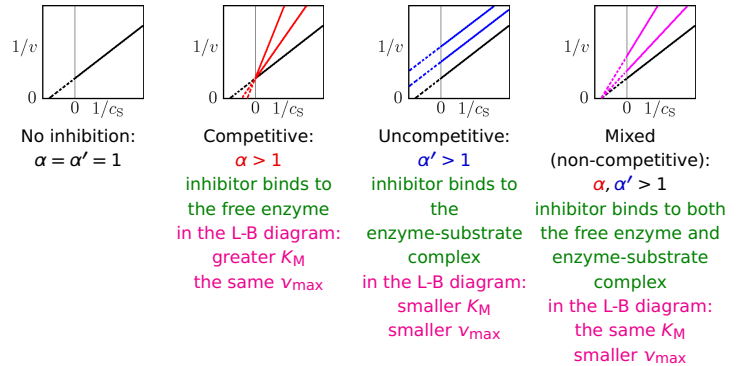 1/v
0
0 1/cS
No inhibition:
α = α′ = 1
1/v
0
0 1/cS
Competitive:
α > 1
inhibitor binds to
the free enzyme
in the L-B diagram:
greater KM
the same vmax
1/v
0
0 1/cS
Uncompetitive:
α′ > 1
inhibitor binds to
the
enzyme-substrate
complex
in the L-B diagram:
smaller KM
smaller vmax
1/v
0
0 1/cS
Mixed
(non-competitive):
α, α′ > 1
inhibitor binds to both
the free enzyme and
enzyme-substrate
complex
in the L-B diagram:
the same KM
smaller vmax